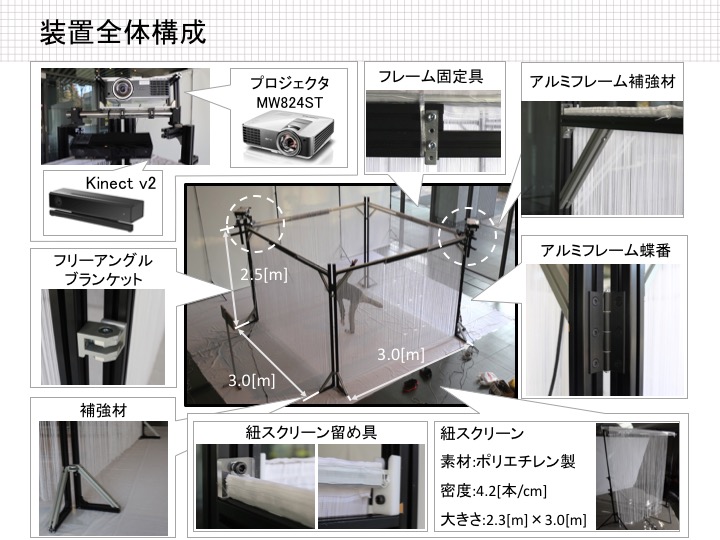 装置全体構成
プロジェクタ
MW824ST
Kinect v2
フレーム固定具
アルミフレーム補強材
フリーアングル
ブランケット
2.5[m]
3.0[m]
3.0[m]
アルミフレーム蝶番
補強材
紐スクリーン留め具
紐スクリーン
素材:ポリエチレン製
密度:4.2[本/cm]
大きさ:2.3[m]×3.0[m]